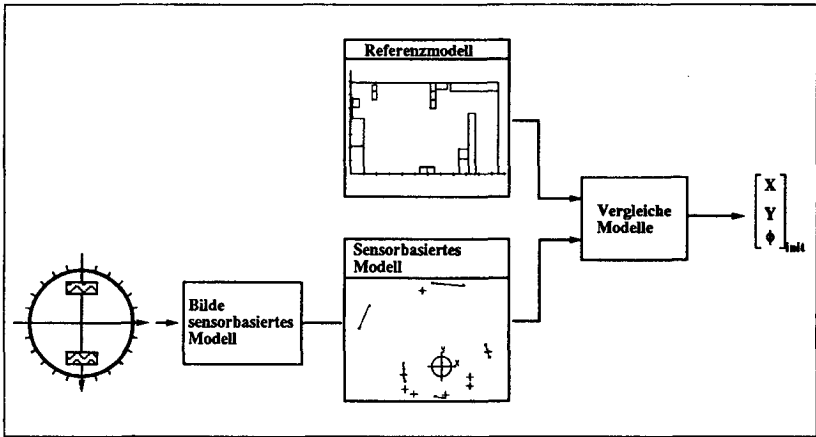 Referenzmodell
Sensorbasiertes
Modell
y
x
Bilde
sensorbasiertes
Modell
Vergleiche
Modelle
X
Y
ϕ
init